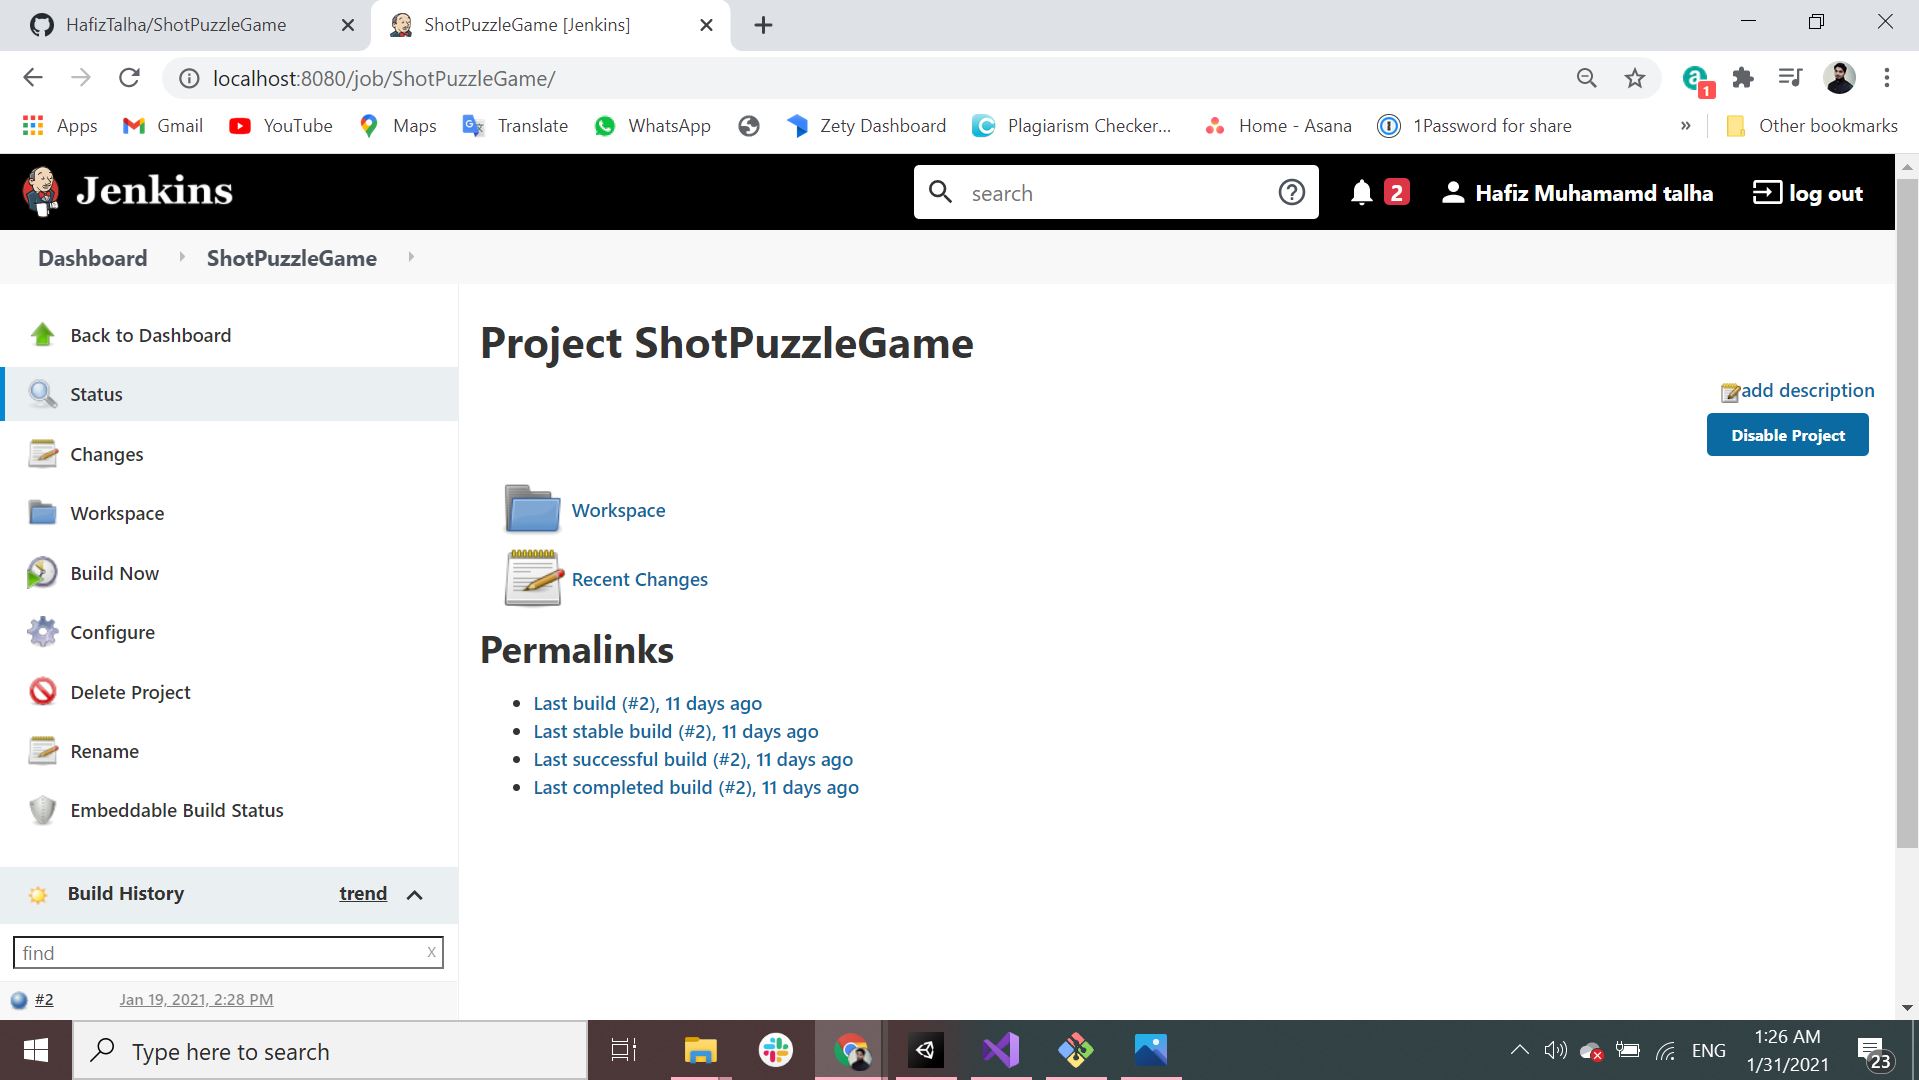 HafizTalha/ShotPuzzleGame
ShotPuzzleGame [Jenkins]
localhost:8080/job/ShotPuzzleGame/
1
Apps
Gmail
YouTube
Maps
Translate
WhatsApp
Zety Dashboard
Plagiarism Checker...
Home - Asana
1Password for share
»
Other bookmarks
Jenkins
search
2
Hafiz Muhamamd talha
log out
Dashboard
ShotPuzzleGame
Back to Dashboard
Status
Changes
Workspace
Build Now
Configure
Delete Project
Rename
Embeddable Build Status
Build History
trend
find
X
#2
Jan 19, 2021, 2:28 PM
Project ShotPuzzleGame
add description
Disable Project
Workspace
Recent Changes
Permalinks
Last build (#2), 11 days ago
Last stable build (#2), 11 days ago
Last successful build (#2), 11 days ago
Last completed build (#2), 11 days ago
Type here to search
ENG
1:26 AM
1/31/2021
23